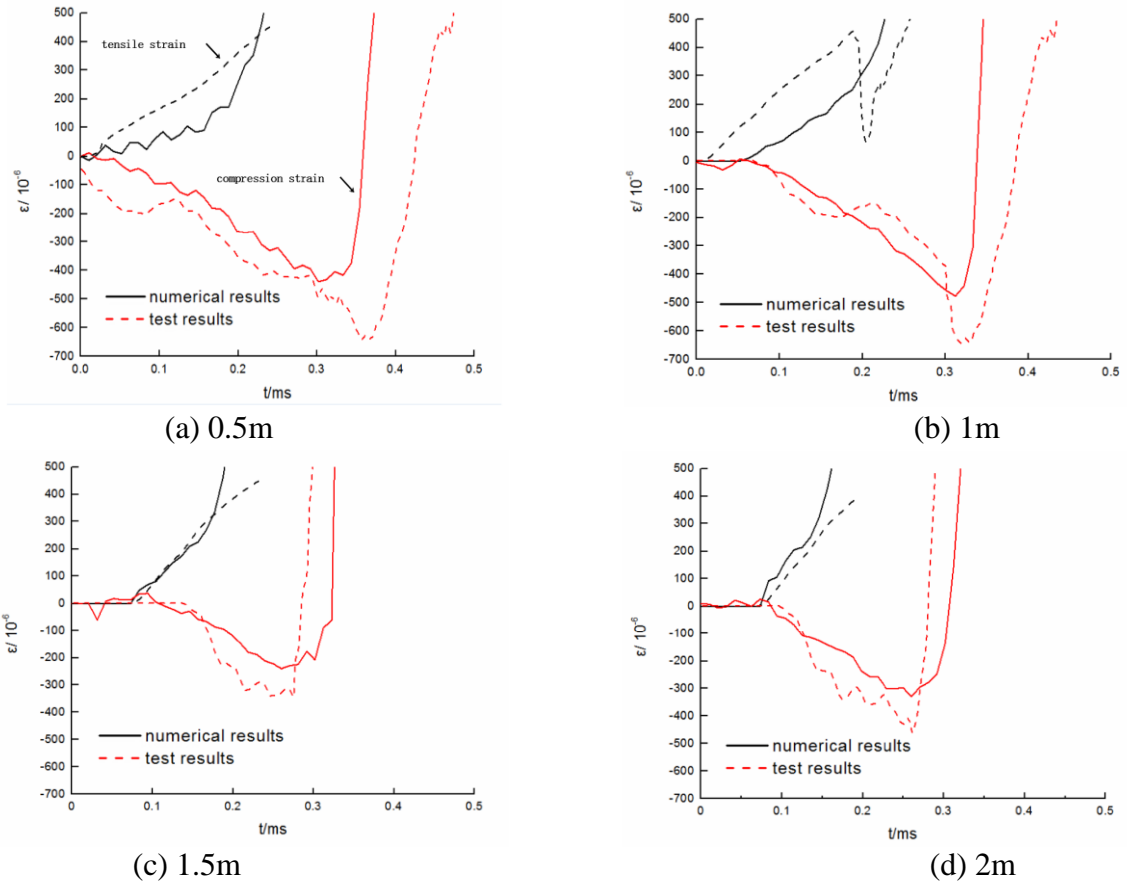 500
400
300
200
100
0
-100
-200
-300
-400
-500
-600
-700
ε/ 10⁻⁶
tensile strain
compression strain
numerical results
test results
0.0 0.1 0.2 0.3 0.4 0.5
t/ms
(a) 0.5m
500
400
300
200
100
0
-100
-200
-300
-400
-500
-600
-700
ε/ 10⁻⁶
numerical results
test results
0.0 0.1 0.2 0.3 0.4 0.5
t/ms
(b) 1m
500
400
300
200
100
0
-100
-200
-300
-400
-500
-600
-700
ε/ 10⁻⁶
numerical results
test results
0 0.1 0.2 0.3 0.4 0.5
t/ms
(c) 1.5m
500
400
300
200
100
0
-100
-200
-300
-400
-500
-600
-700
ε/ 10⁻⁶
numerical results
test results
0 0.1 0.2 0.3 0.4 0.5
t/ms
(d) 2m